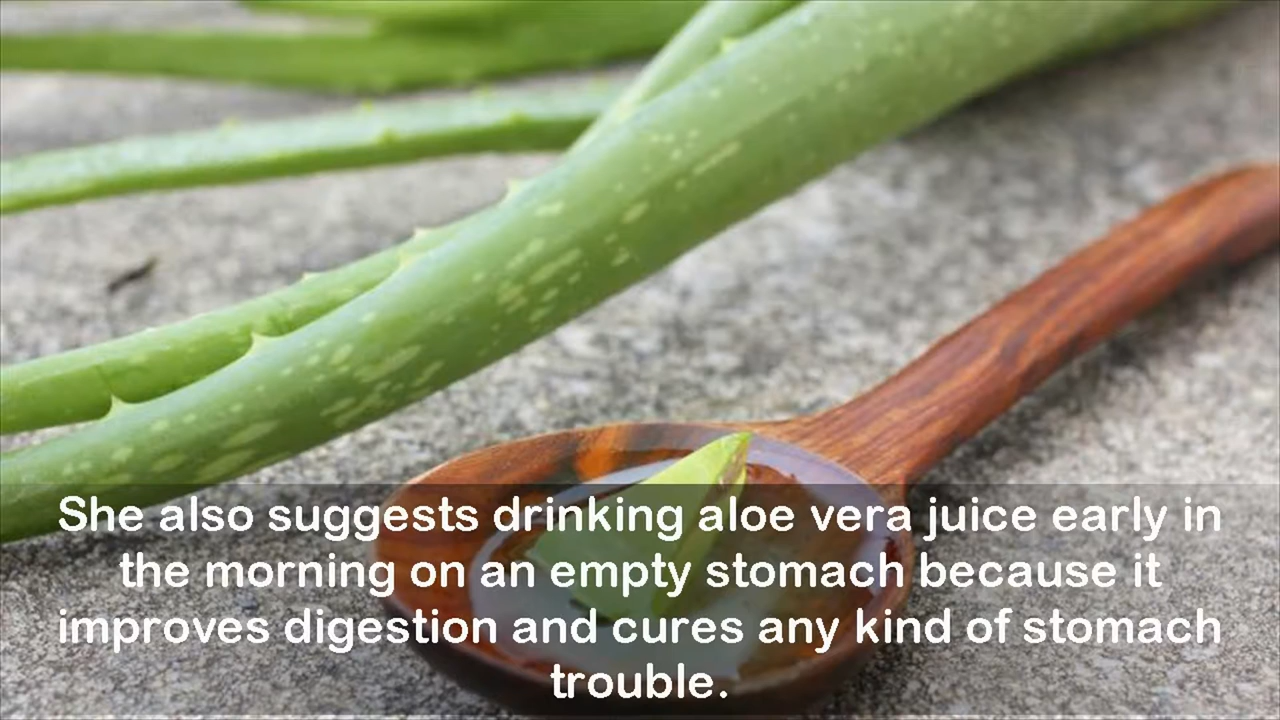 She also suggests drinking aloe vera juice early in
the morning on an empty stomach because it
improves digestion and cures any kind of stomach
trouble.